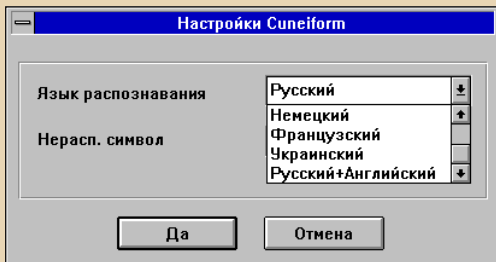 Настройки Cuneiform
Язык распознавания
Русский
Немецкий
Французский
Нерасп. символ
Украинский
Русский+Английский
Да
Отмена